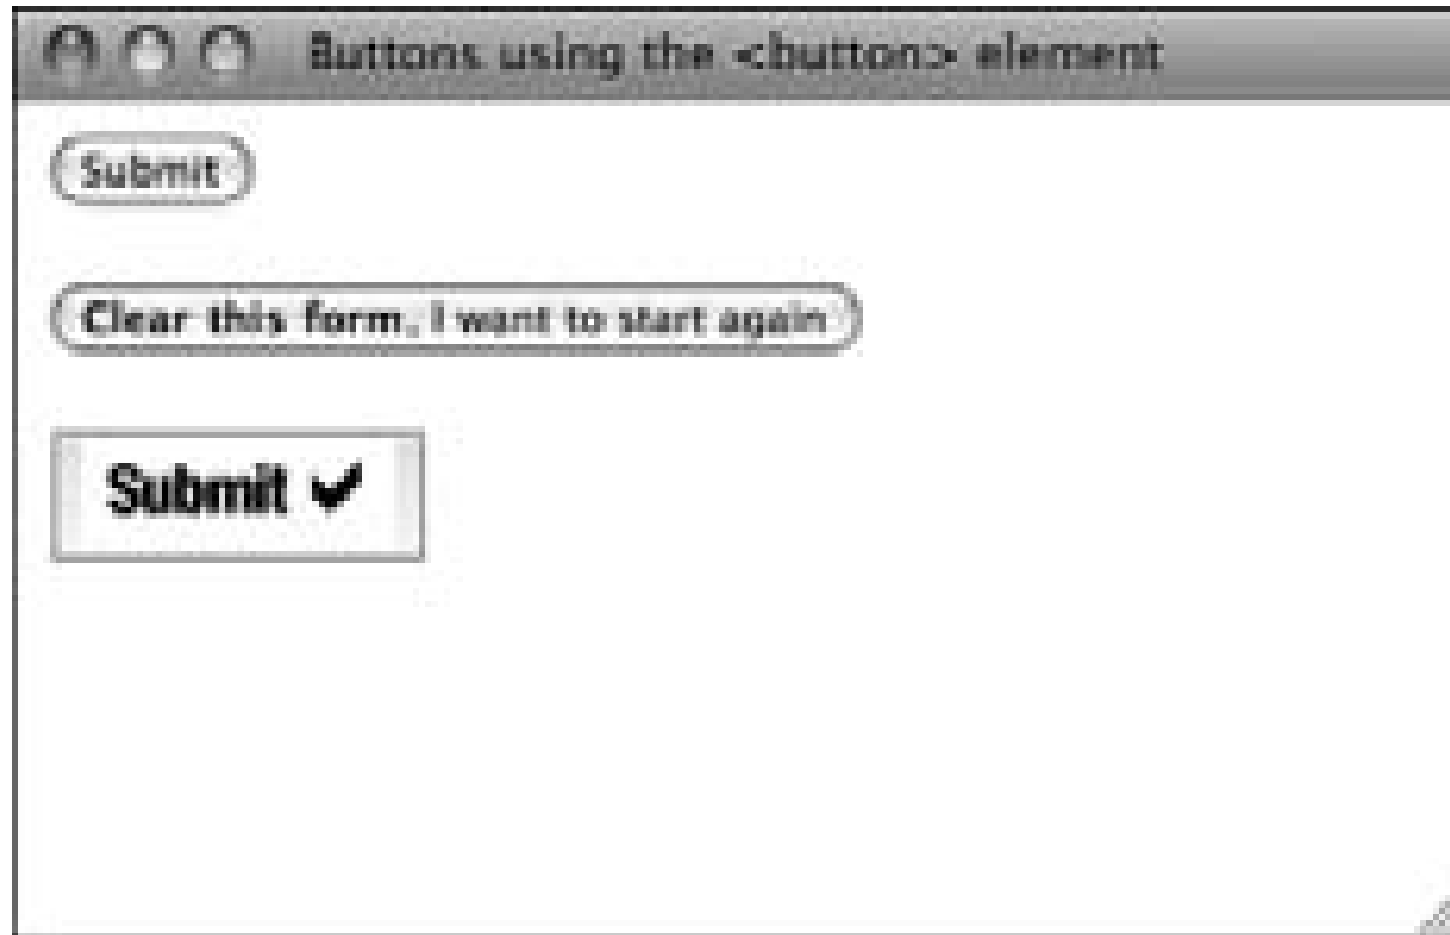 Buttons using the <button> element
Submit
Clear this form, I want to start again
Submit ✔